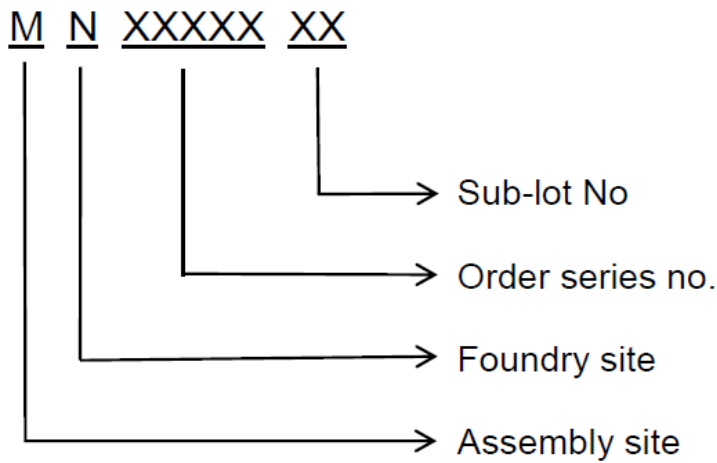 M N XXXXX XX
Sub-lot No
Order series no.
Foundry site
Assembly site